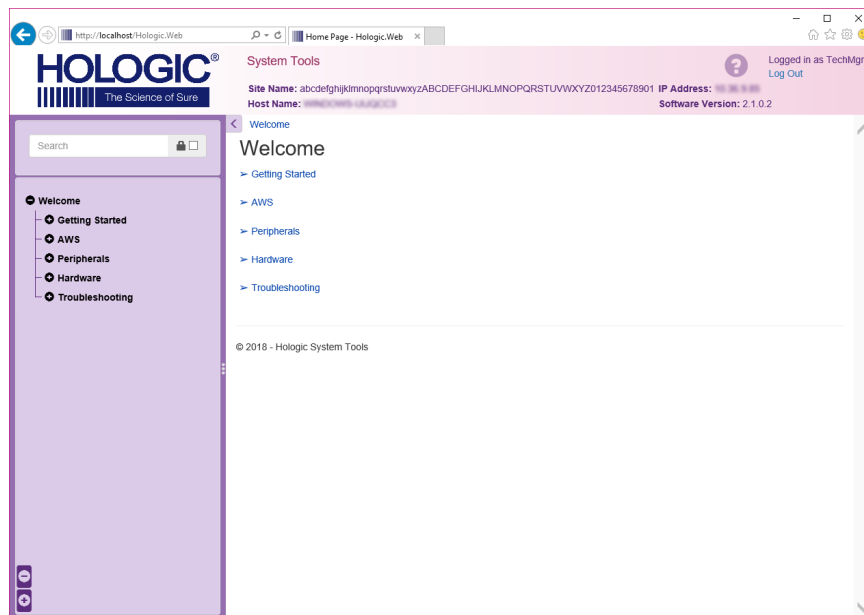 http://localhost/Hologic.Web
Home Page - Hologic.Web
HOLOGIC®
The Science of Sure
System Tools
Logged in as TechMgr
Log Out
Site Name: abcdefghijklmnopqrstuvwxyzABCDEFGHIJKLMNOPQRSTUVWXYZ012345678901 IP Address:
Host Name:
Software Version: 2.1.0.2
Search
Welcome
Getting Started
AWS
Peripherals
Hardware
Troubleshooting
Welcome
Welcome
➢ Getting Started
➢ AWS
➢ Peripherals
➢ Hardware
➢ Troubleshooting
© 2018 - Hologic System Tools